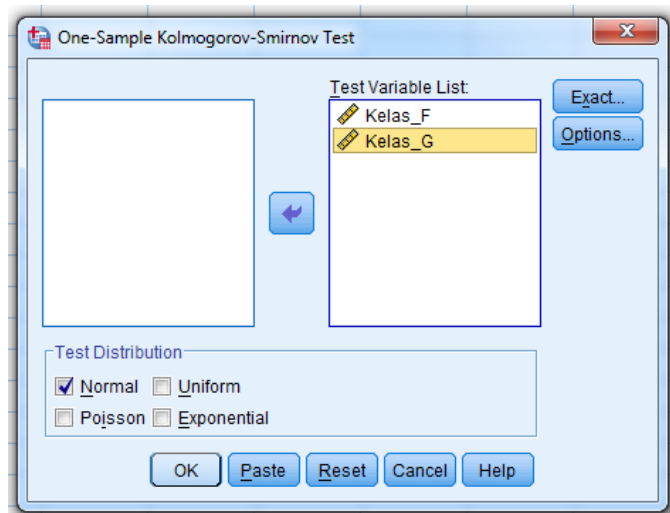 One-Sample Kolmogorov-Smirnov Test
Test Variable List:
Kelas_F
Kelas_G
Exact...
Options...
Test Distribution
Normal Uniform
Poisson Exponential
OK Paste Reset Cancel Help